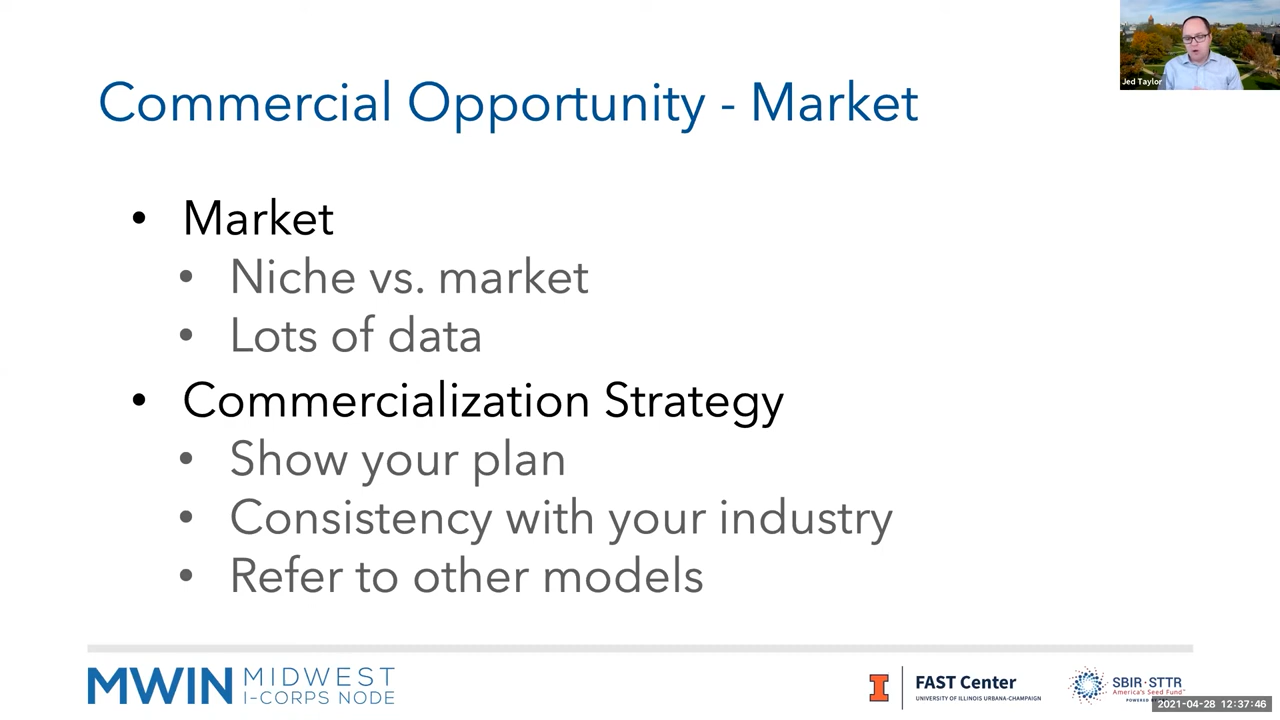 Jed Taylor
Commercial Opportunity - Market
• Market
• Niche vs. market
• Lots of data
• Commercialization Strategy
• Show your plan
• Consistency with your industry
• Refer to other models
MWIN MIDWEST
I-CORPS NODE
I
FAST Center
UNIVERSITY OF ILLINOIS URBANA-CHAMPAIGN
SBIR·STTR
America's Seed Fund
2021-04-28 12:37:46